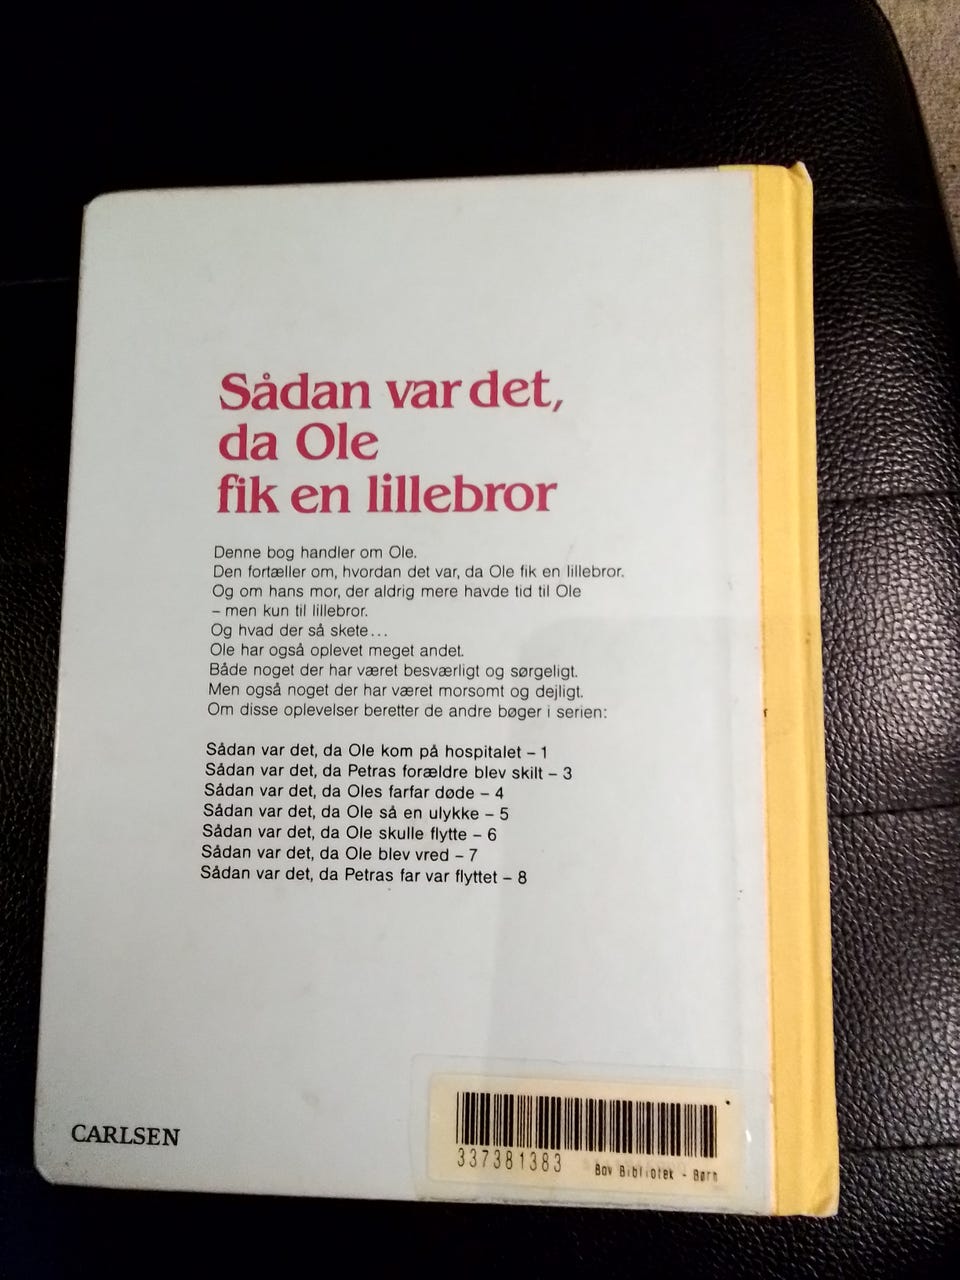 Sådan var det,
da Ole
fik en lillebror
Denne bog handler om Ole.
Den fortæller om, hvordan det var, da Ole fik en lillebror.
Og om hans mor, der aldrig mere havde tid til Ole
– men kun til lillebror.
Og hvad der så skete...
Ole har også oplevet meget andet.
Både noget der har været besværligt og sørgeligt.
Men også noget der har været morsomt og dejligt.
Om disse oplevelser beretter de andre bøger i serien:
Sådan var det, da Ole kom på hospitalet – 1
Sådan var det, da Petras forældre blev skilt – 3
Sådan var det, da Oles farfar døde – 4
Sådan var det, da Ole så en ulykke – 5
Sådan var det, da Ole skulle flytte – 6
Sådan var det, da Ole blev vred – 7
Sådan var det, da Petras far var flyttet – 8
CARLSEN
337381383
Bov Bibliotek - Børn